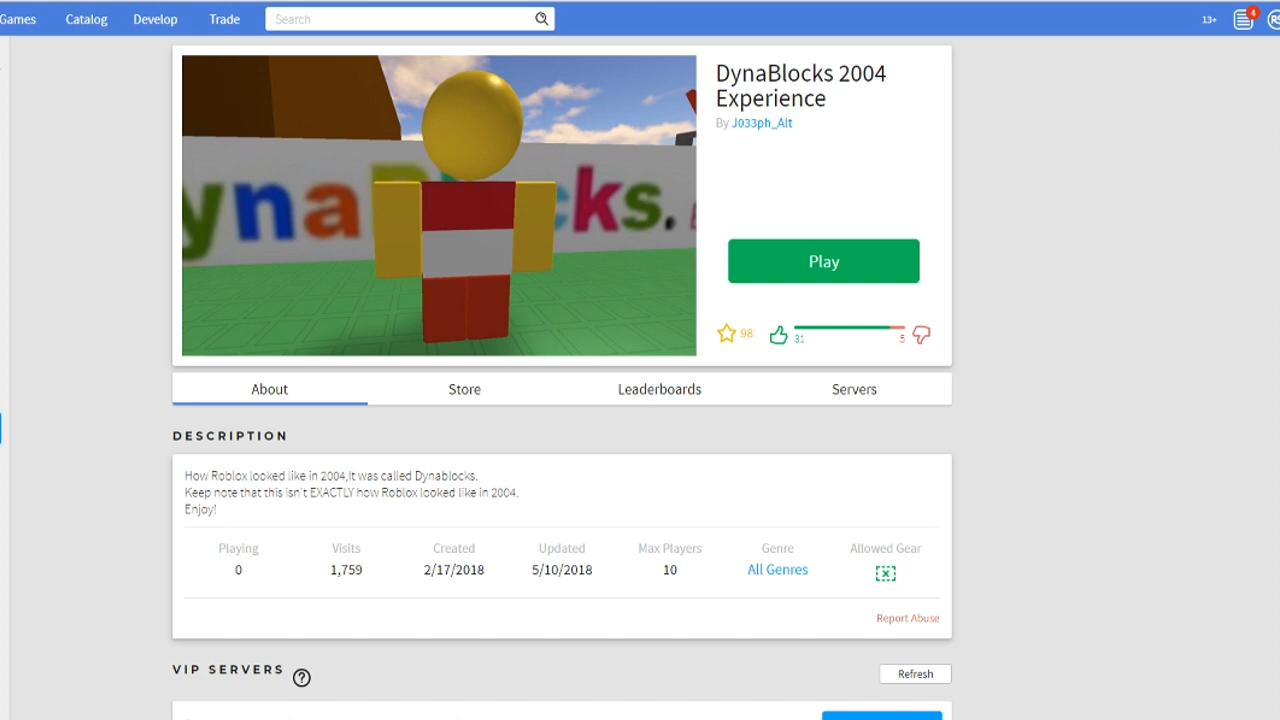 Games
Catalog
Develop
Trade
Search
13+
4
DynaBlocks 2004
Experience
By J033ph_Alt
Play
98
31
5
About
Store
Leaderboards
Servers
DESCRIPTION
How Roblox looked like in 2004,It was called Dynablocks.
Keep note that this isn't EXACTLY how Roblox looked like in 2004.
Enjoy!
Playing
Visits
Created
Updated
Max Players
Genre
Allowed Gear
0
1,759
2/17/2018
5/10/2018
10
All Genres
Report Abuse
VIP SERVERS
Refresh